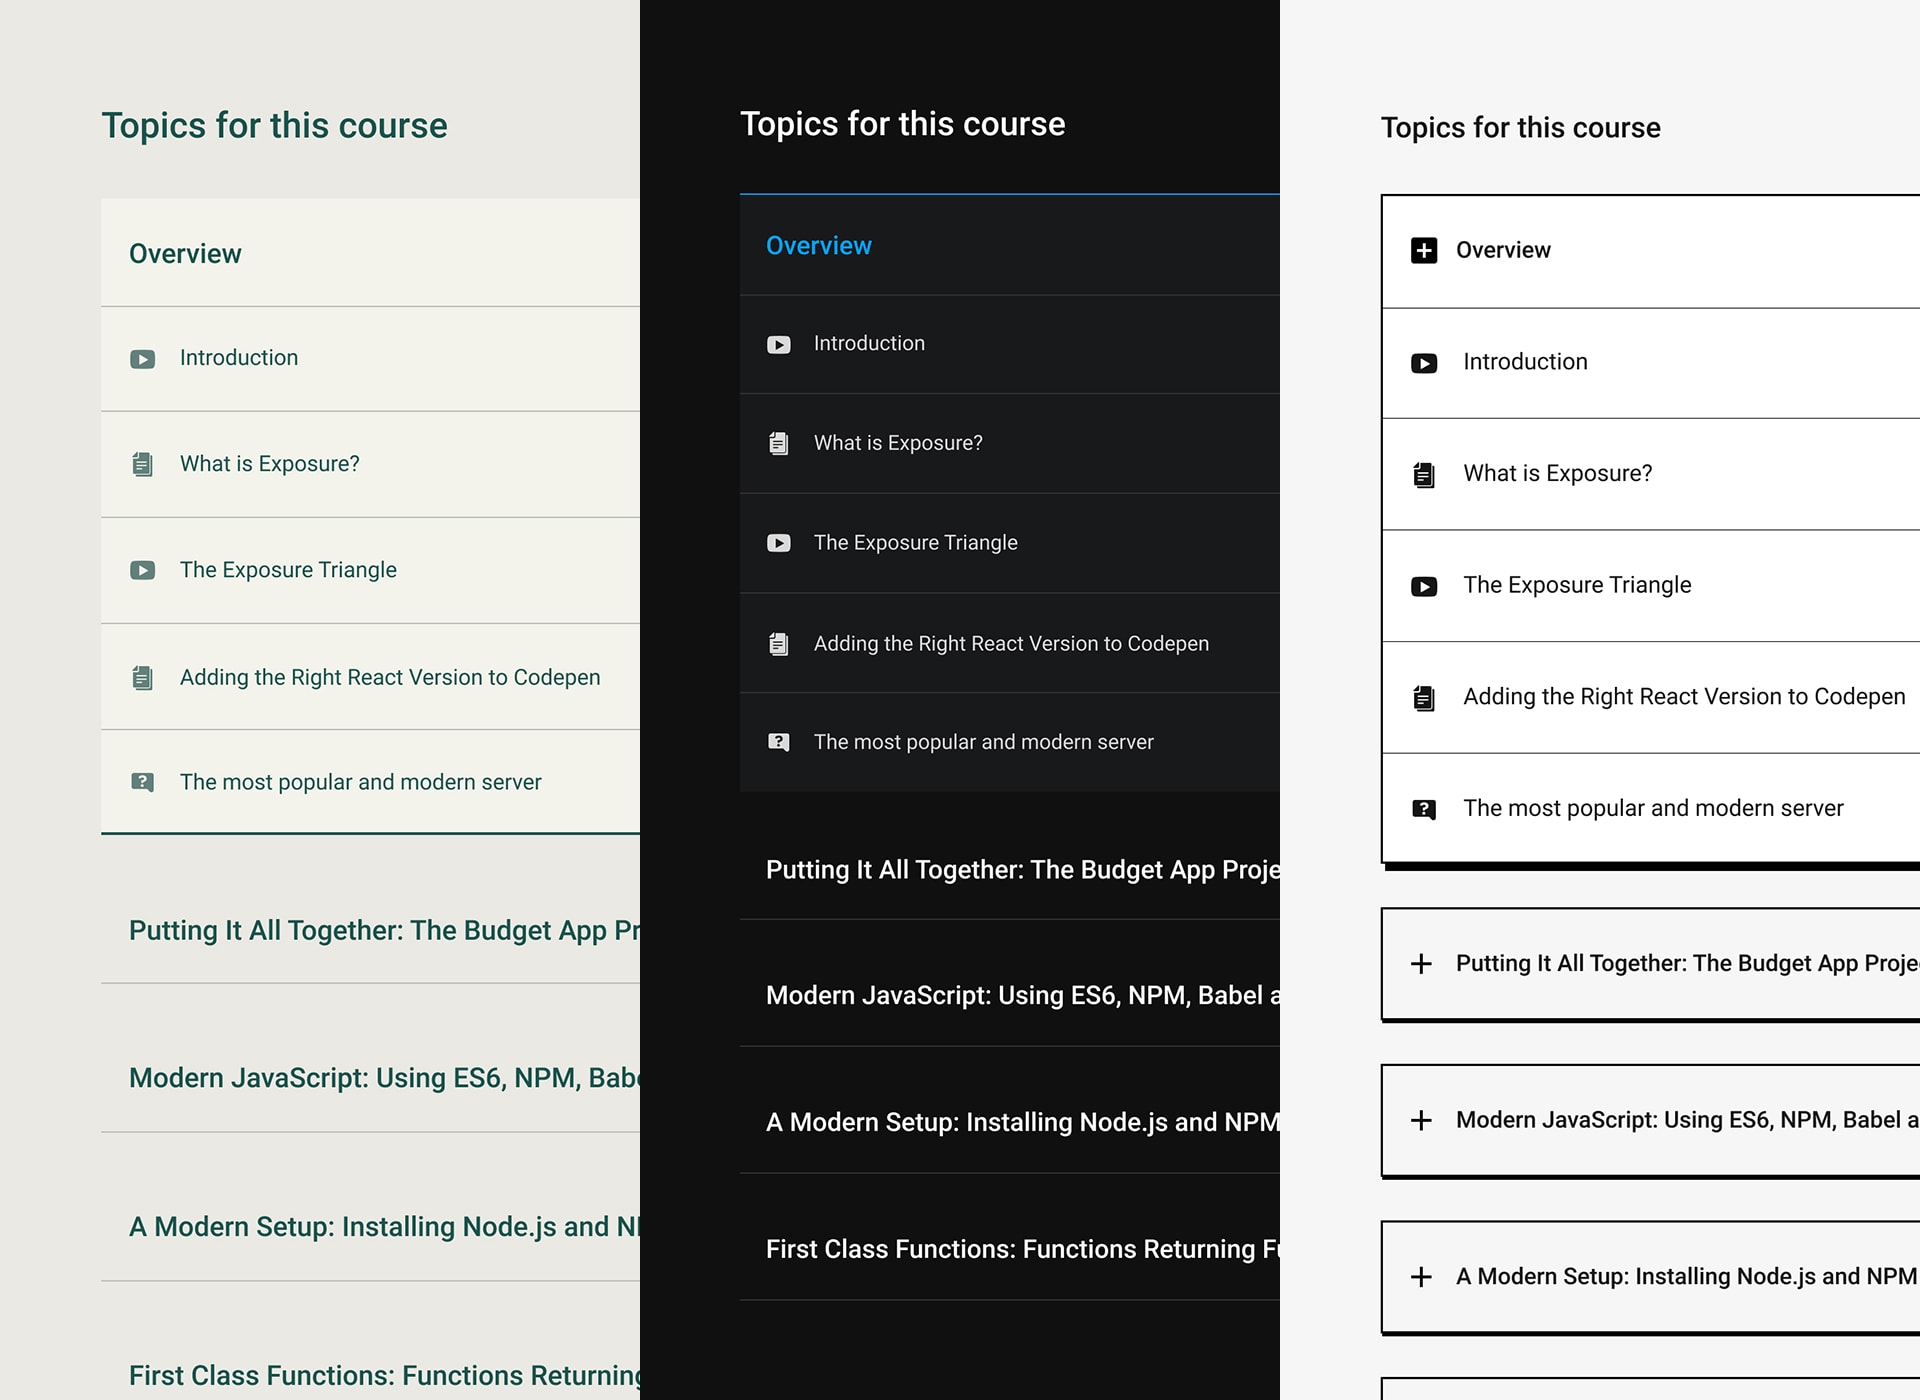 Topics for this course
Overview
Introduction
What is Exposure?
The Exposure Triangle
Adding the Right React Version to Codepen
The most popular and modern server
Putting It All Together: The Budget App
Modern JavaScript: Using ES6, NPM,
A Modern Setup: Installing Node.js and
First Class Functions: Functions Returning
Topics for this course
Overview
Introduction
What is Exposure?
The Exposure Triangle
Adding the Right React Version to Codepen
The most popular and modern server
Putting It All Together: The Budget App
Modern JavaScript: Using ES6, NPM, Babel
A Modern Setup: Installing Node.js and NPM
First Class Functions: Functions Returning
Topics for this course
Overview
Introduction
What is Exposure?
The Exposure Triangle
Adding the Right React Version to Codepen
The most popular and modern server
Putting It All Together: The Budget App
Modern JavaScript: Using ES6, NPM, Babel
A Modern Setup: Installing Node.js and NPM